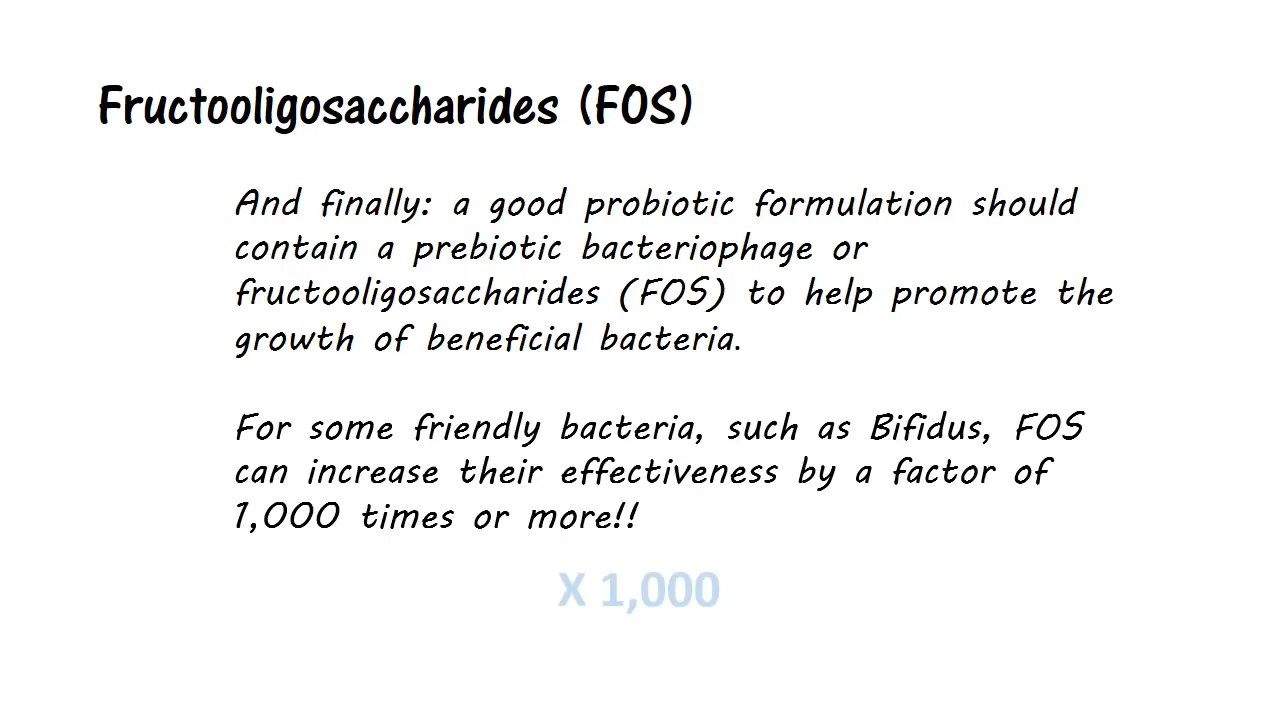 Fructooligosaccharides (FOS)
And finally: a good probiotic formulation should
contain a prebiotic bacteriophage or
fructooligosaccharides (FOS) to help promote the
growth of beneficial bacteria.
For some friendly bacteria, such as Bifidus, FOS
can increase their effectiveness by a factor of
1,000 times or more!!
X 1,000